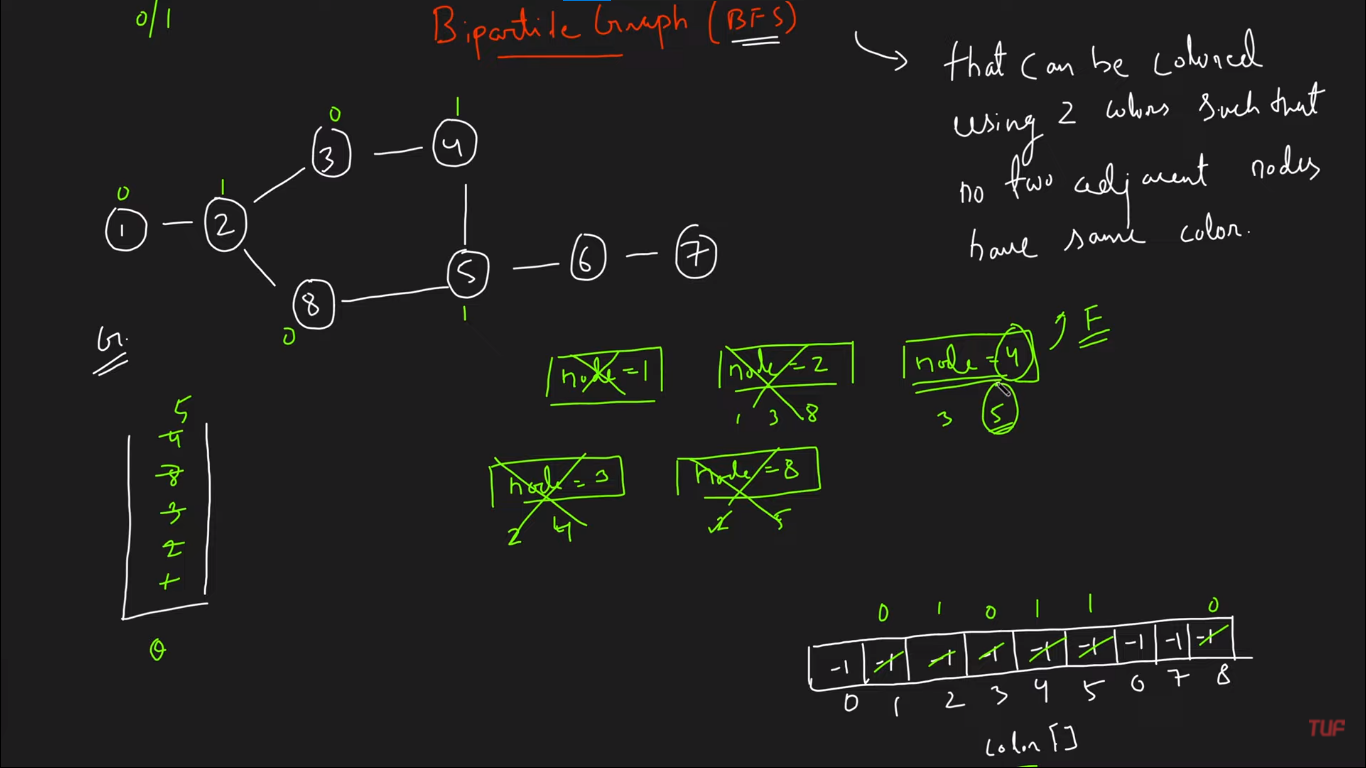 0/1
Bipartite Graph (BFS)
that can be colored
using 2 colors such that
no two adjacent nodes
have same color.
0 1
3 4
0 1
1 2
5 6 7
8
0 1
Gr.
node = 1 node = 2 node = 4 F
1 3 8 3 5
node = 3 node = 8
2 4 2 5
5
4
8
3
2
1
Q
0 1 0 1 1 0
-1 -1 -1 -1 -1 -1 -1 -1 -1
0 1 2 3 4 5 6 7 8
color []
TUF